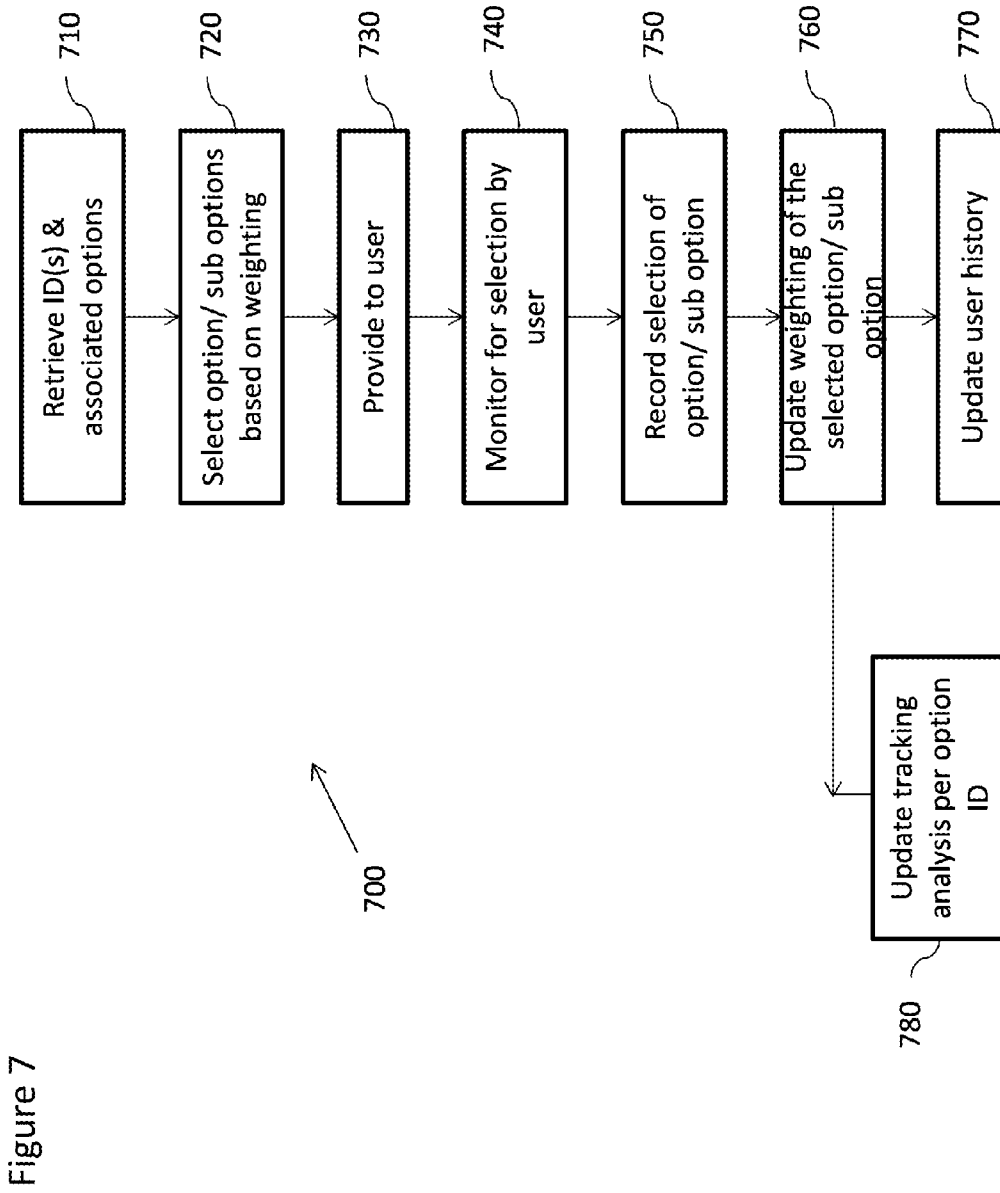 Figure 7
700
Retrieve ID(s) &
associated options
710
Select option/ sub options
based on weighting
720
Provide to user
730
Monitor for selection by
user
740
Record selection of
option/ sub option
750
Update weighting of the
selected option/ sub
option
760
Update user history
770
Update tracking
analysis per option
ID
780